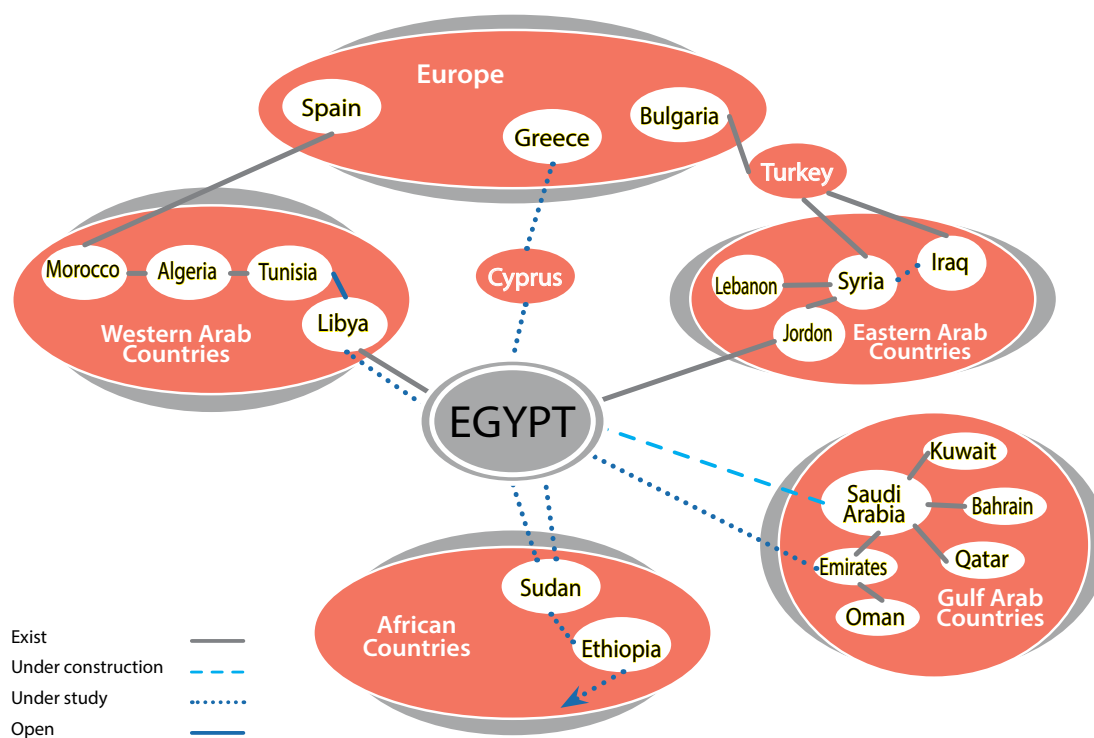 Europe
Spain
Greece
Bulgaria
Turkey
Morocco
Algeria
Tunisia
Libya
Western Arab
Countries
Cyprus
Lebanon
Syria
Iraq
Jordon
Eastern Arab
Countries
EGYPT
Kuwait
Saudi
Arabia
Bahrain
Emirates
Qatar
Oman
Gulf Arab
Countries
Sudan
African
Countries
Ethiopia
Exist
Under construction
Under study
Open